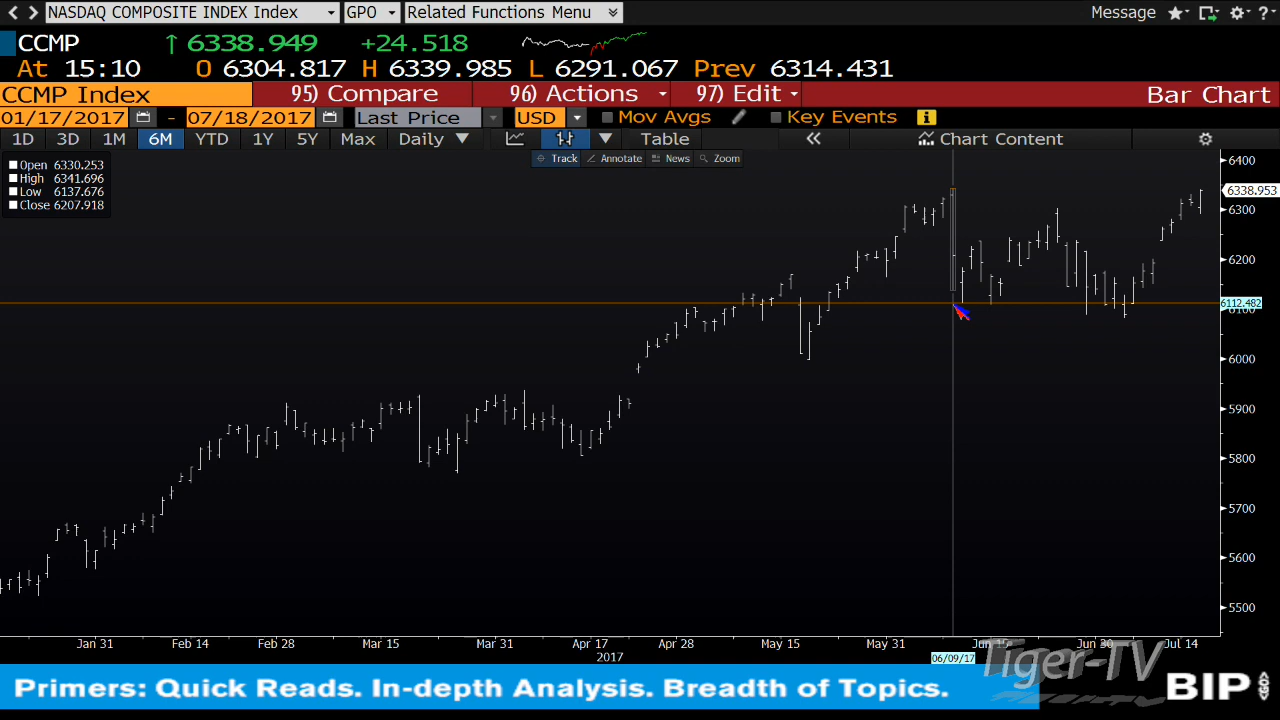 NASDAQ COMPOSITE INDEX Index GPO Related Functions Menu Message ?
CCMP ↑ 6338.949 +24.518
At 15:10 O 6304.817 H 6339.985 L 6291.067 Prev 6314.431
CCMP Index 95) Compare 96) Actions 97) Edit Bar Chart
01/17/2017 - 07/18/2017 Last Price USD Mov Avgs Key Events i
1D 3D 1M 6M YTD 1Y 5Y Max Daily Table Chart Content
Track Annotate News Zoom
Open 6330.253
High 6341.696
Low 6137.676
Close 6207.918
6400
6338.953
6300
6200
6112.482
6100
6000
5900
5800
5700
5600
5500
Jan 31 Feb 14 Feb 28 Mar 15 Mar 31 Apr 17 Apr 28 May 15 May 31 Jun 15 Jun 30 Jul 14
2017 06/09/17
Tiger-TV
Primers: Quick Reads. In-depth Analysis. Breadth of Topics.
BIP